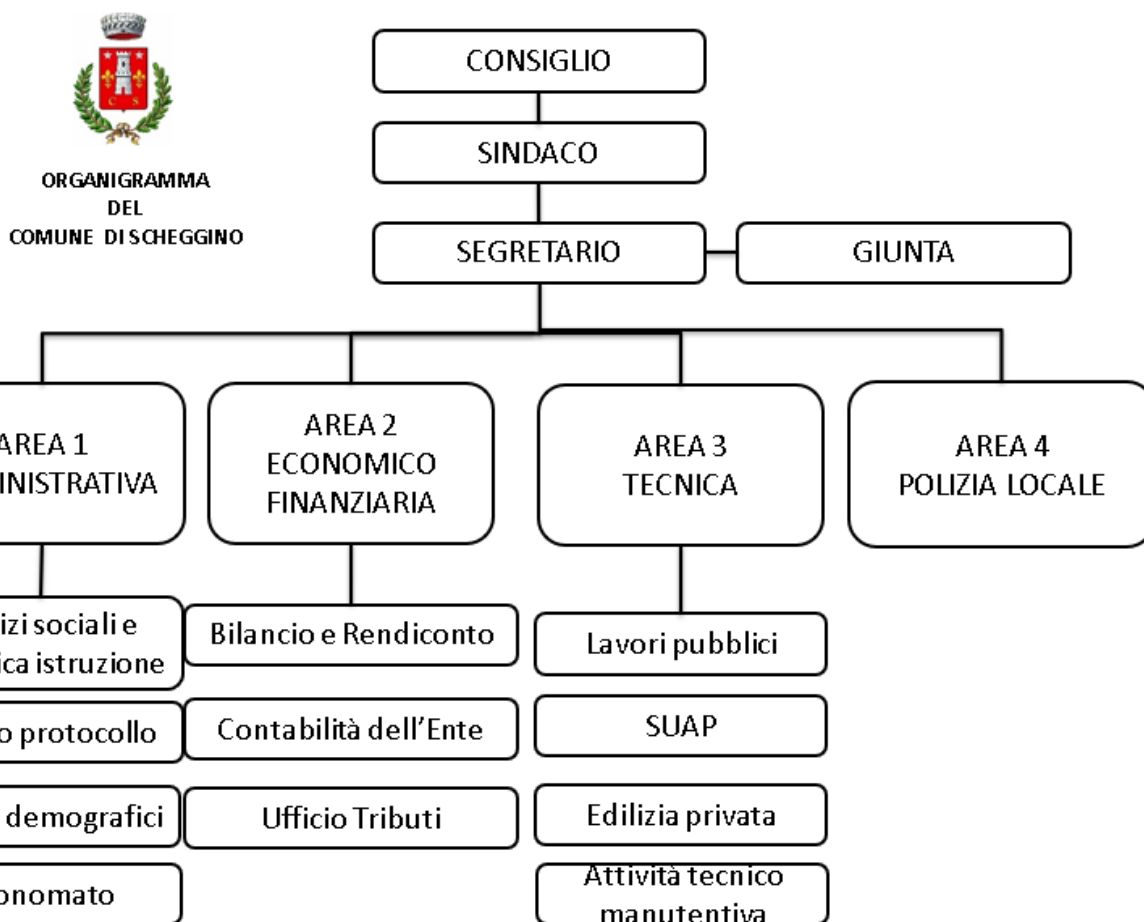 CONSIGLIO
SINDACO
ORGANIGRAMMA
DEL
COMUNE DI SCHEGGINO
SEGRETARIO
GIUNTA
AREA 1
INISTRATIVA
AREA 2
ECONOMICO
FINANZIARIA
AREA 3
TECNICA
AREA 4
POLIZIA LOCALE
izi sociali e
ica istruzione
o protocollo
demografici
onomato
Bilancio e Rendiconto
Contabilità dell'Ente
Ufficio Tributi
Lavori pubblici
SUAP
Edilizia privata
Attività tecnico
manutentiva
C S